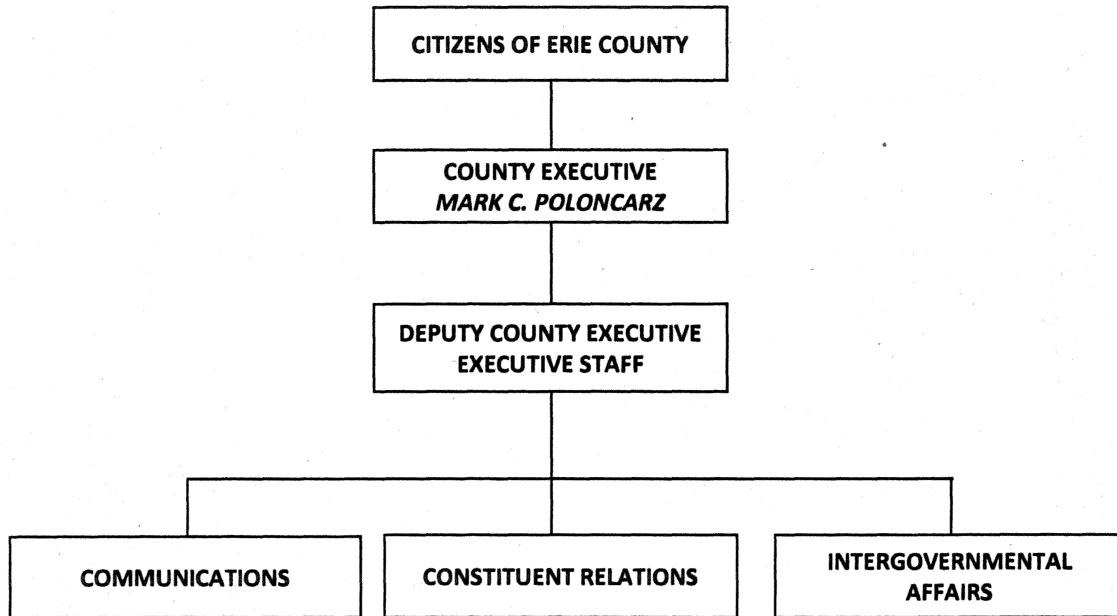 CITIZENS OF ERIE COUNTY
COUNTY EXECUTIVE
MARK C. POLONCARZ
DEPUTY COUNTY EXECUTIVE
EXECUTIVE STAFF
COMMUNICATIONS
CONSTITUENT RELATIONS
INTERGOVERNMENTAL
AFFAIRS